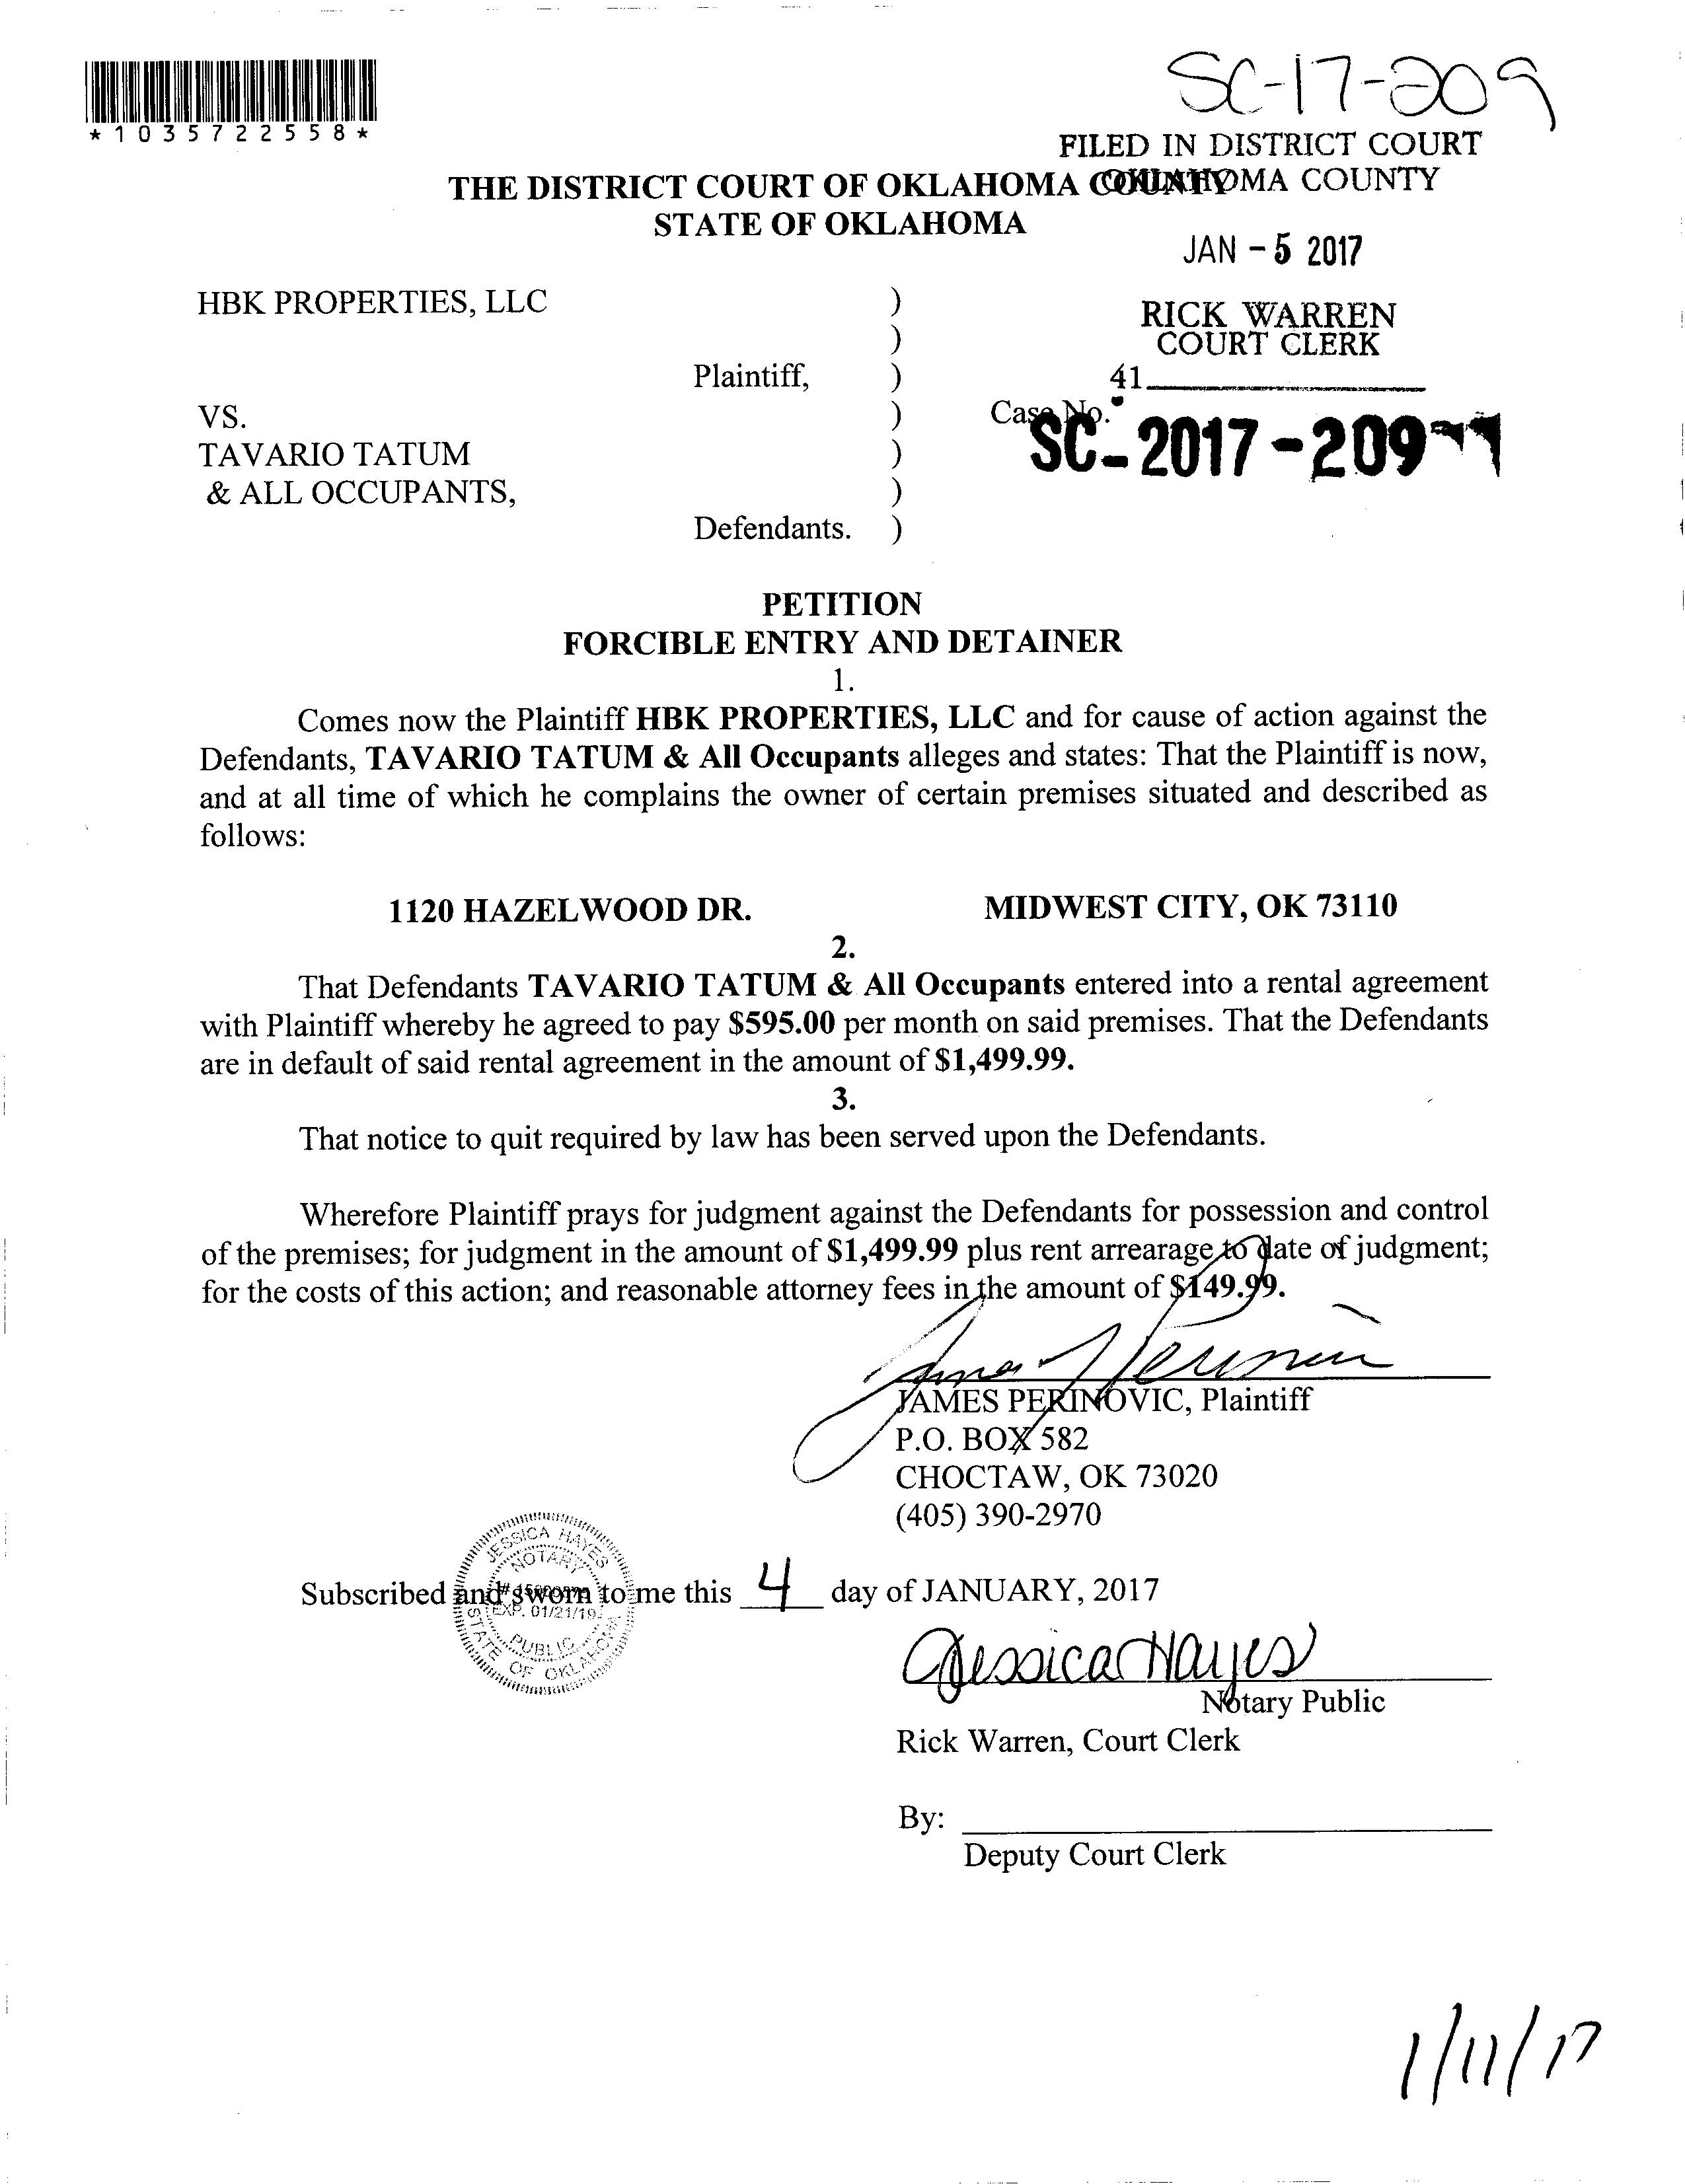 SC-17-209
*1035722558*
FILED IN DISTRICT COURT
OKLAHOMA COUNTY
THE DISTRICT COURT OF OKLAHOMA COUNTY
STATE OF OKLAHOMA
JAN - 5 2017
HBK PROPERTIES, LLC )
)
RICK WARREN
COURT CLERK
Plaintiff, )
41
VS. ) Case No.
SC-2017-209
TAVARIO TATUM )
& ALL OCCUPANTS, )
Defendants. )
PETITION
FORCIBLE ENTRY AND DETAINER
1.
Comes now the Plaintiff HBK PROPERTIES, LLC and for cause of action against the
Defendants, TAVARIO TATUM & All Occupants alleges and states: That the Plaintiff is now,
and at all time of which he complains the owner of certain premises situated and described as
follows:
1120 HAZELWOOD DR. MIDWEST CITY, OK 73110
2.
That Defendants TAVARIO TATUM & All Occupants entered into a rental agreement
with Plaintiff whereby he agreed to pay $595.00 per month on said premises. That the Defendants
are in default of said rental agreement in the amount of $1,499.99.
3.
That notice to quit required by law has been served upon the Defendants.
Wherefore Plaintiff prays for judgment against the Defendants for possession and control
of the premises; for judgment in the amount of $1,499.99 plus rent arrearage to date of judgment;
for the costs of this action; and reasonable attorney fees in the amount of $149.99.
JAMES PERINOVIC, Plaintiff
P.O. BOX 582
CHOCTAW, OK 73020
(405) 390-2970
JESSICA HAYES
NOTARY
EXP. 01/21/19
PUBLIC
STATE OF OKLAHOMA
Subscribed and sworn to me this 4 day of JANUARY, 2017
Jessica Hayes
Notary Public
Rick Warren, Court Clerk
By:
Deputy Court Clerk
1/11/17